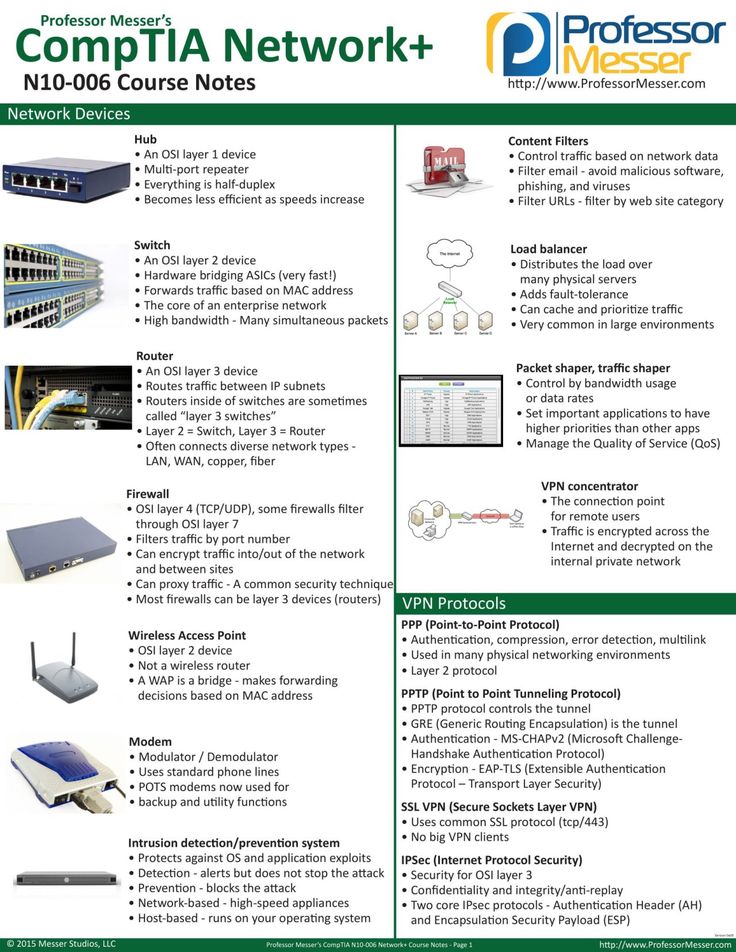 Professor Messer's
CompTIA Network+
N10-006 Course Notes
Professor
Messer
http://www.ProfessorMesser.com
Network Devices
Hub
• An OSI layer 1 device
• Multi-port repeater
• Everything is half-duplex
• Becomes less efficient as speeds increase
Switch
• An OSI layer 2 device
• Hardware bridging ASICs (very fast!)
• Forwards traffic based on MAC address
• The core of an enterprise network
• High bandwidth - Many simultaneous packets
Router
• An OSI layer 3 device
• Routes traffic between IP subnets
• Routers inside of switches are sometimes
called “layer 3 switches”
• Layer 2 = Switch, Layer 3 = Router
• Often connects diverse network types -
LAN, WAN, copper, fiber
Firewall
• OSI layer 4 (TCP/UDP), some firewalls filter
through OSI layer 7
• Filters traffic by port number
• Can encrypt traffic into/out of the network
and between sites
• Can proxy traffic - A common security technique
• Most firewalls can be layer 3 devices (routers)
Wireless Access Point
• OSI layer 2 device
• Not a wireless router
• A WAP is a bridge - makes forwarding
decisions based on MAC address
Modem
• Modulator / Demodulator
• Uses standard phone lines
• POTS modems now used for
• backup and utility functions
Intrusion detection/prevention system
• Protects against OS and application exploits
• Detection - alerts but does not stop the attack
• Prevention - blocks the attack
• Network-based - high-speed appliances
• Host-based - runs on your operating system
MAIL
Content Filters
• Control traffic based on network data
• Filter email - avoid malicious software,
phishing, and viruses
• Filter URLs - filter by web site category
The Internet
Load
Balancer
Server A
Server B
Server C
Server D
Load balancer
• Distributes the load over
many physical servers
• Adds fault-tolerance
• Can cache and prioritize traffic
• Very common in large environments
Packet shaper, traffic shaper
• Control by bandwidth usage
or data rates
• Set important applications to have
higher priorities than other apps
• Manage the Quality of Service (QoS)
VPN concentrator
• The connection point
for remote users
• Traffic is encrypted across the
Internet and decrypted on the
internal private network
VPN Protocols
PPP (Point-to-Point Protocol)
• Authentication, compression, error detection, multilink
• Used in many physical networking environments
• Layer 2 protocol
PPTP (Point to Point Tunneling Protocol)
• PPTP protocol controls the tunnel
• GRE (Generic Routing Encapsulation) is the tunnel
• Authentication - MS-CHAPv2 (Microsoft Challenge-
Handshake Authentication Protocol)
• Encryption - EAP-TLS (Extensible Authentication
Protocol – Transport Layer Security)
SSL VPN (Secure Sockets Layer VPN)
• Uses common SSL protocol (tcp/443)
• No big VPN clients
IPSec (Internet Protocol Security)
• Security for OSI layer 3
• Confidentiality and integrity/anti-replay
• Two core IPsec protocols - Authentication Header (AH)
and Encapsulation Security Payload (ESP)
© 2015 Messer Studios, LLC
Professor Messer's CompTIA N10-006 Network+ Course Notes - Page 1
http://www.ProfessorMesser.com